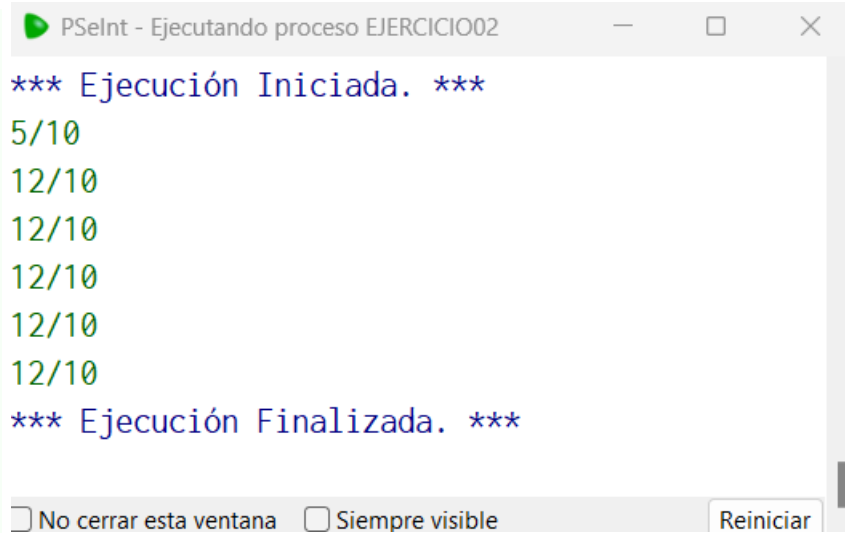 PSeInt - Ejecutando proceso EJERCICIO02
*** Ejecución Iniciada. ***
5/10
12/10
12/10
12/10
12/10
12/10
*** Ejecución Finalizada. ***
No cerrar esta ventana Siempre visible Reiniciar